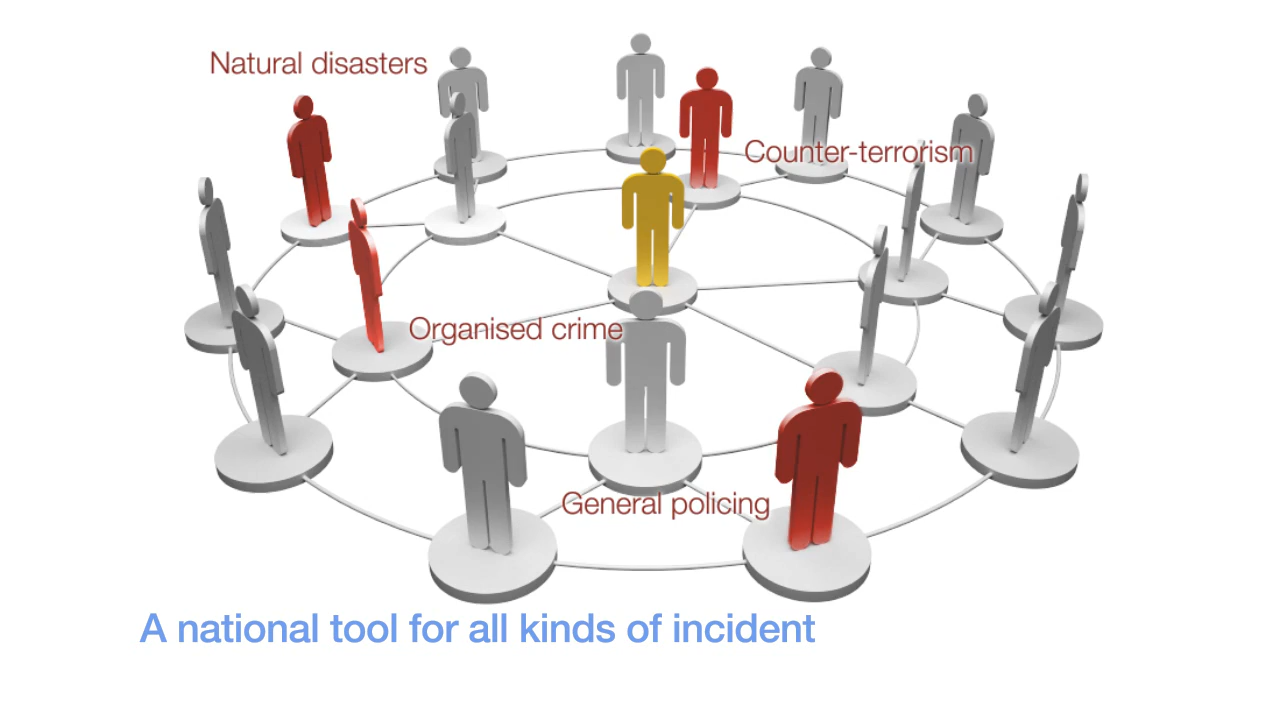 Natural disasters
Counter-terrorism
Organised crime
General policing
A national tool for all kinds of incident